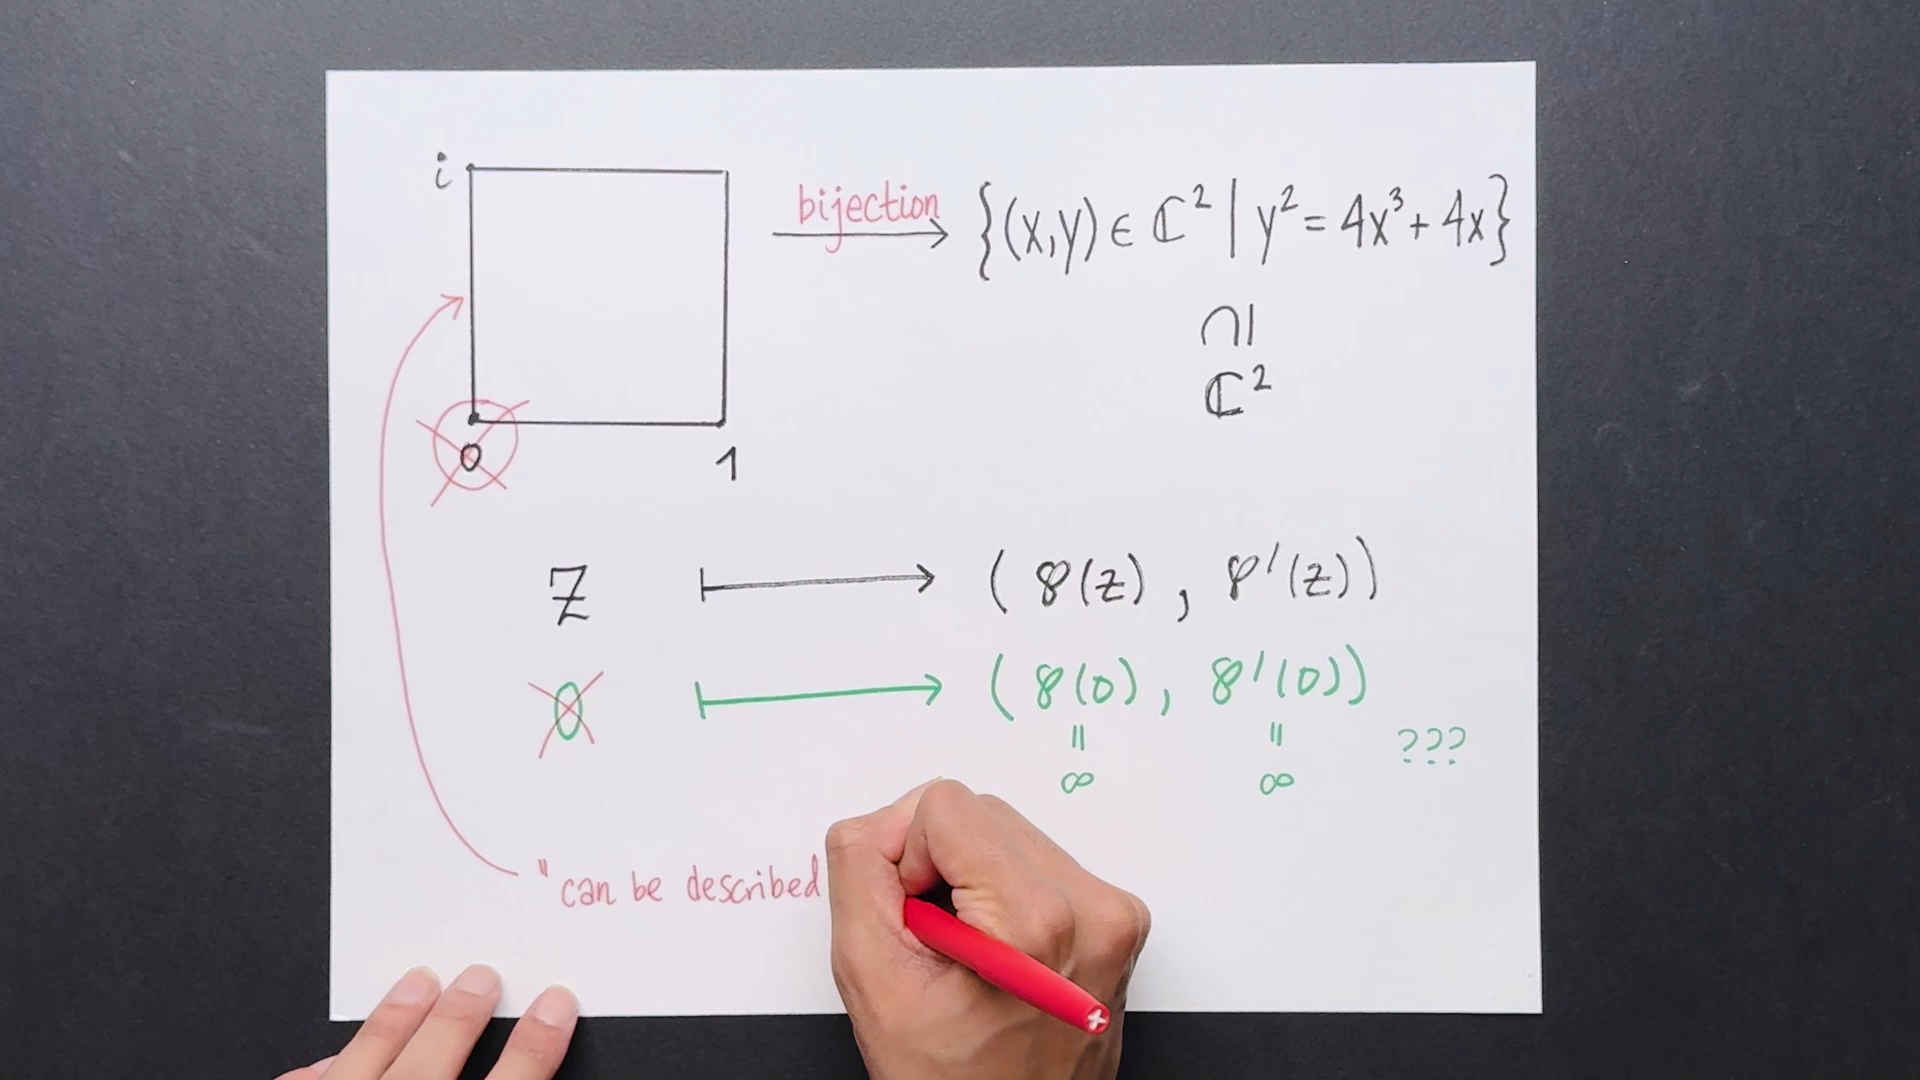 i
bijection
{(x,y) ∈ ℂ² | y² = 4x³ + 4x}
∩|
ℂ²
0 1
z ↦ (℘(z), ℘'(z))
0 ↦ (℘(0), ℘'(0))
= = ???
∞ ∞
"can be described